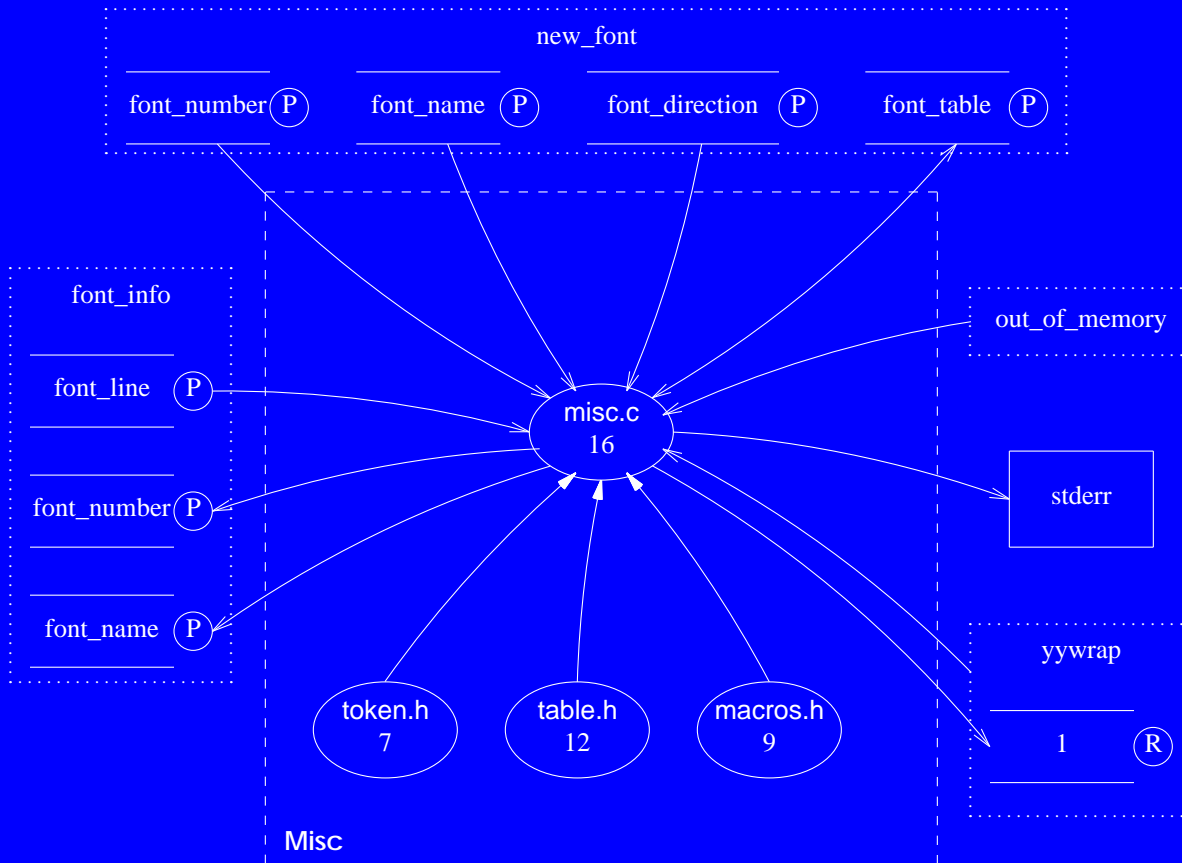 new_font
font_number P font_name P font_direction P font_table P
font_info
out_of_memory
font_line P
misc.c
16
font_number P
stderr
font_name P
yywrap
token.h
7
table.h
12
macros.h
9
1 R
Misc